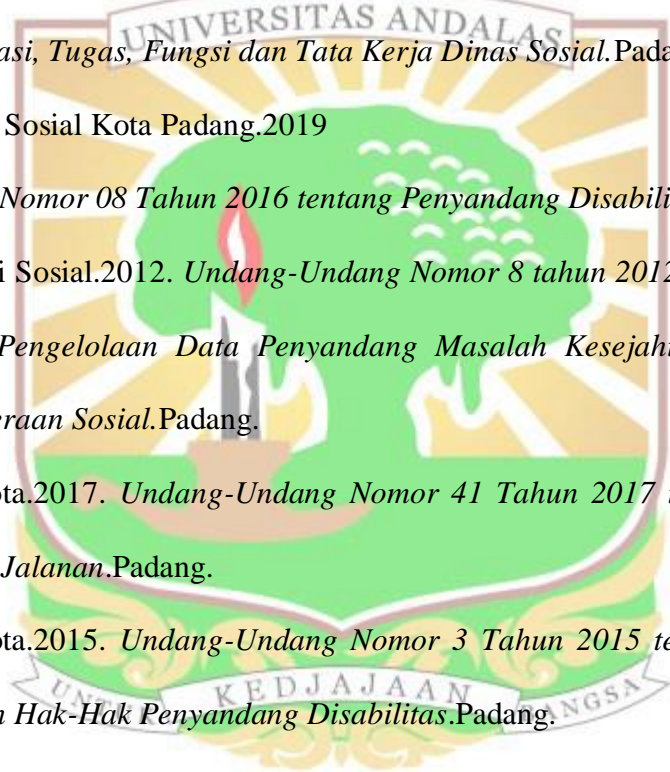 UNIVERSITAS ANDALAS
asi, Tugas, Fungsi dan Tata Kerja Dinas Sosial.Pada
Sosial Kota Padang.2019
Nomor 08 Tahun 2016 tentang Penyandang Disabili
i Sosial.2012. Undang-Undang Nomor 8 tahun 2012
Pengelolaan Data Penyandang Masalah Kesejaht
eraan Sosial.Padang.
ota.2017. Undang-Undang Nomor 41 Tahun 2017
Jalanan.Padang.
ota.2015. Undang-Undang Nomor 3 Tahun 2015 te
n Hak-Hak Penyandang Disabilitas.Padang.
KEDJAJAAN BANGSA